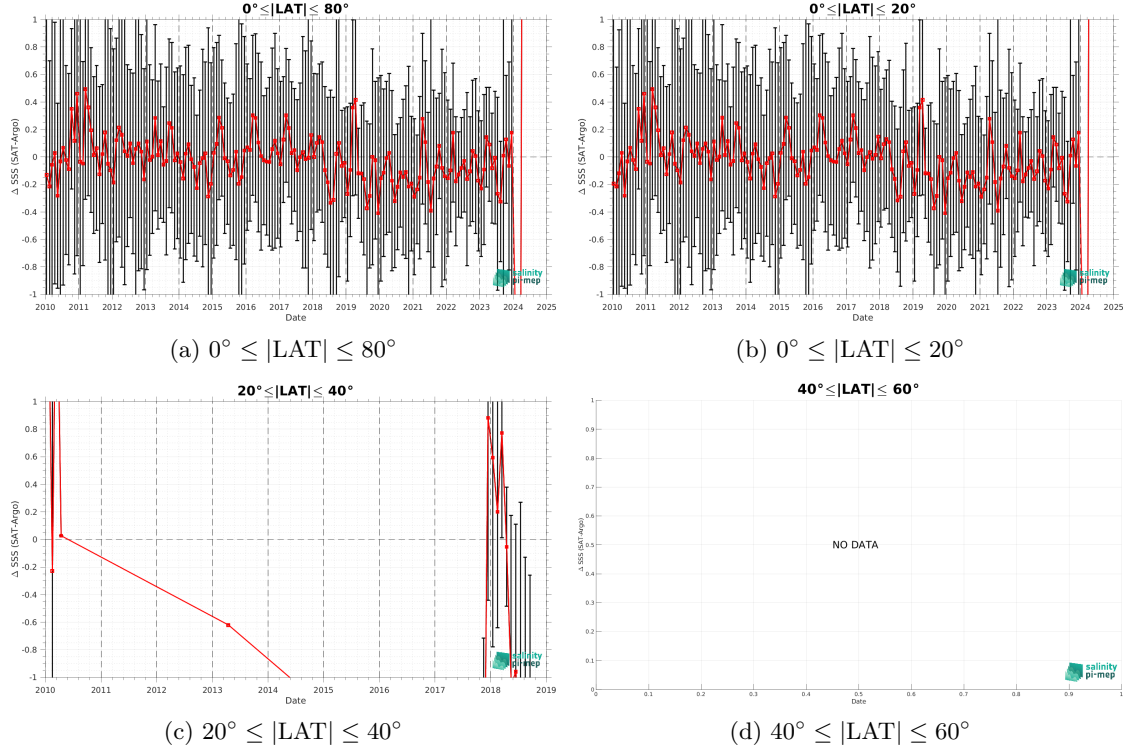 0°≤|LAT|≤ 80°
Δ SSS (SAT-Argo)
1
0.8
0.6
0.4
0.2
0
-0.2
-0.4
-0.6
-0.8
-1
2010 2011 2012 2013 2014 2015 2016 2017 2018 2019 2020 2021 2022 2023 2024 2025
Date
salinity
pi-mep
(a) 0° ≤ |LAT| ≤ 80°
0°≤|LAT|≤ 20°
Δ SSS (SAT-Argo)
1
0.8
0.6
0.4
0.2
0
-0.2
-0.4
-0.6
-0.8
-1
2010 2011 2012 2013 2014 2015 2016 2017 2018 2019 2020 2021 2022 2023 2024 2025
Date
salinity
pi-mep
(b) 0° ≤ |LAT| ≤ 20°
20°≤|LAT|≤ 40°
Δ SSS (SAT-Argo)
1
0.8
0.6
0.4
0.2
0
-0.2
-0.4
-0.6
-0.8
-1
2010 2011 2012 2013 2014 2015 2016 2017 2018 2019
Date
salinity
pi-mep
(c) 20° ≤ |LAT| ≤ 40°
40°≤|LAT|≤ 60°
Δ SSS (SAT-Argo)
1
0.9
0.8
0.7
0.6
0.5
0.4
0.3
0.2
0.1
0
NO DATA
0 0.1 0.2 0.3 0.4 0.5 0.6 0.7 0.8 0.9 1
Date
salinity
pi-mep
(d) 40° ≤ |LAT| ≤ 60°